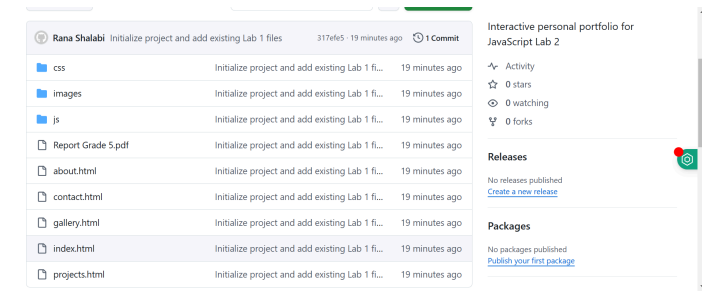 Rana Shalabi Initialize project and add existing Lab 1 files 317efe5 · 19 minutes ago 1 Commit
css Initialize project and add existing Lab 1 fi... 19 minutes ago
images Initialize project and add existing Lab 1 fi... 19 minutes ago
js Initialize project and add existing Lab 1 fi... 19 minutes ago
Report Grade 5.pdf Initialize project and add existing Lab 1 fi... 19 minutes ago
about.html Initialize project and add existing Lab 1 fi... 19 minutes ago
contact.html Initialize project and add existing Lab 1 fi... 19 minutes ago
gallery.html Initialize project and add existing Lab 1 fi... 19 minutes ago
index.html Initialize project and add existing Lab 1 fi... 19 minutes ago
projects.html Initialize project and add existing Lab 1 fi... 19 minutes ago
Interactive personal portfolio for
JavaScript Lab 2
Activity
0 stars
0 watching
0 forks
Releases
No releases published
Create a new release
Packages
No packages published
Publish your first package